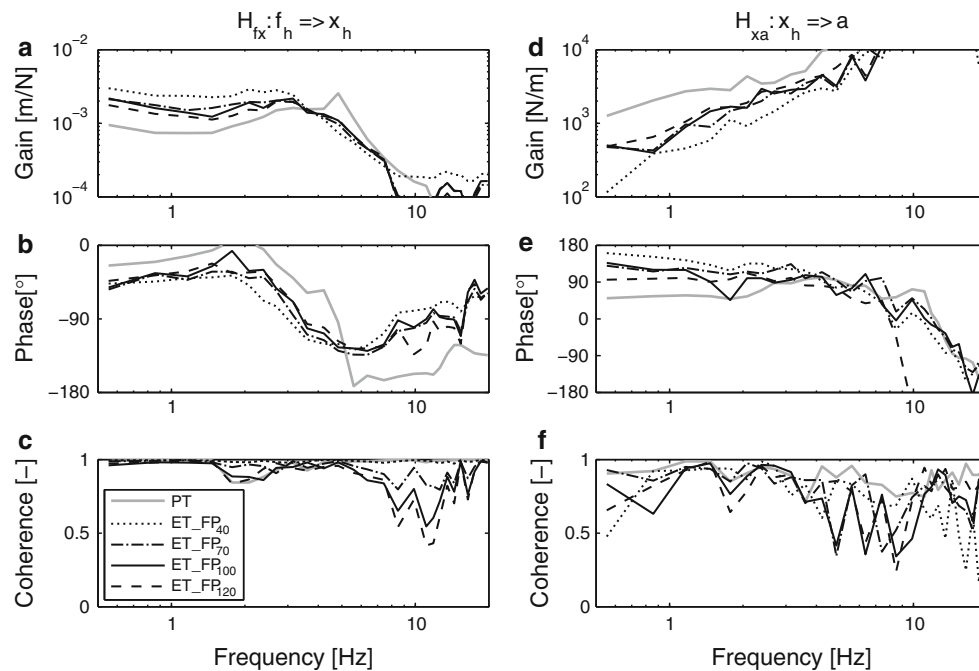 H_fx: f_h => x_h
a
Gain [m/N]
10^-2
10^-3
10^-4
1
10
b
Phase[°]
0
-90
-180
1
10
c
Coherence [-]
1
0.5
0
PT
ET_FP_40
ET_FP_70
ET_FP_100
ET_FP_120
1
10
Frequency [Hz]
H_xa: x_h => a
d
Gain [N/m]
10^4
10^3
10^2
1
10
e
Phase[°]
180
90
0
-90
-180
1
10
f
Coherence [-]
1
0.5
0
1
10
Frequency [Hz]